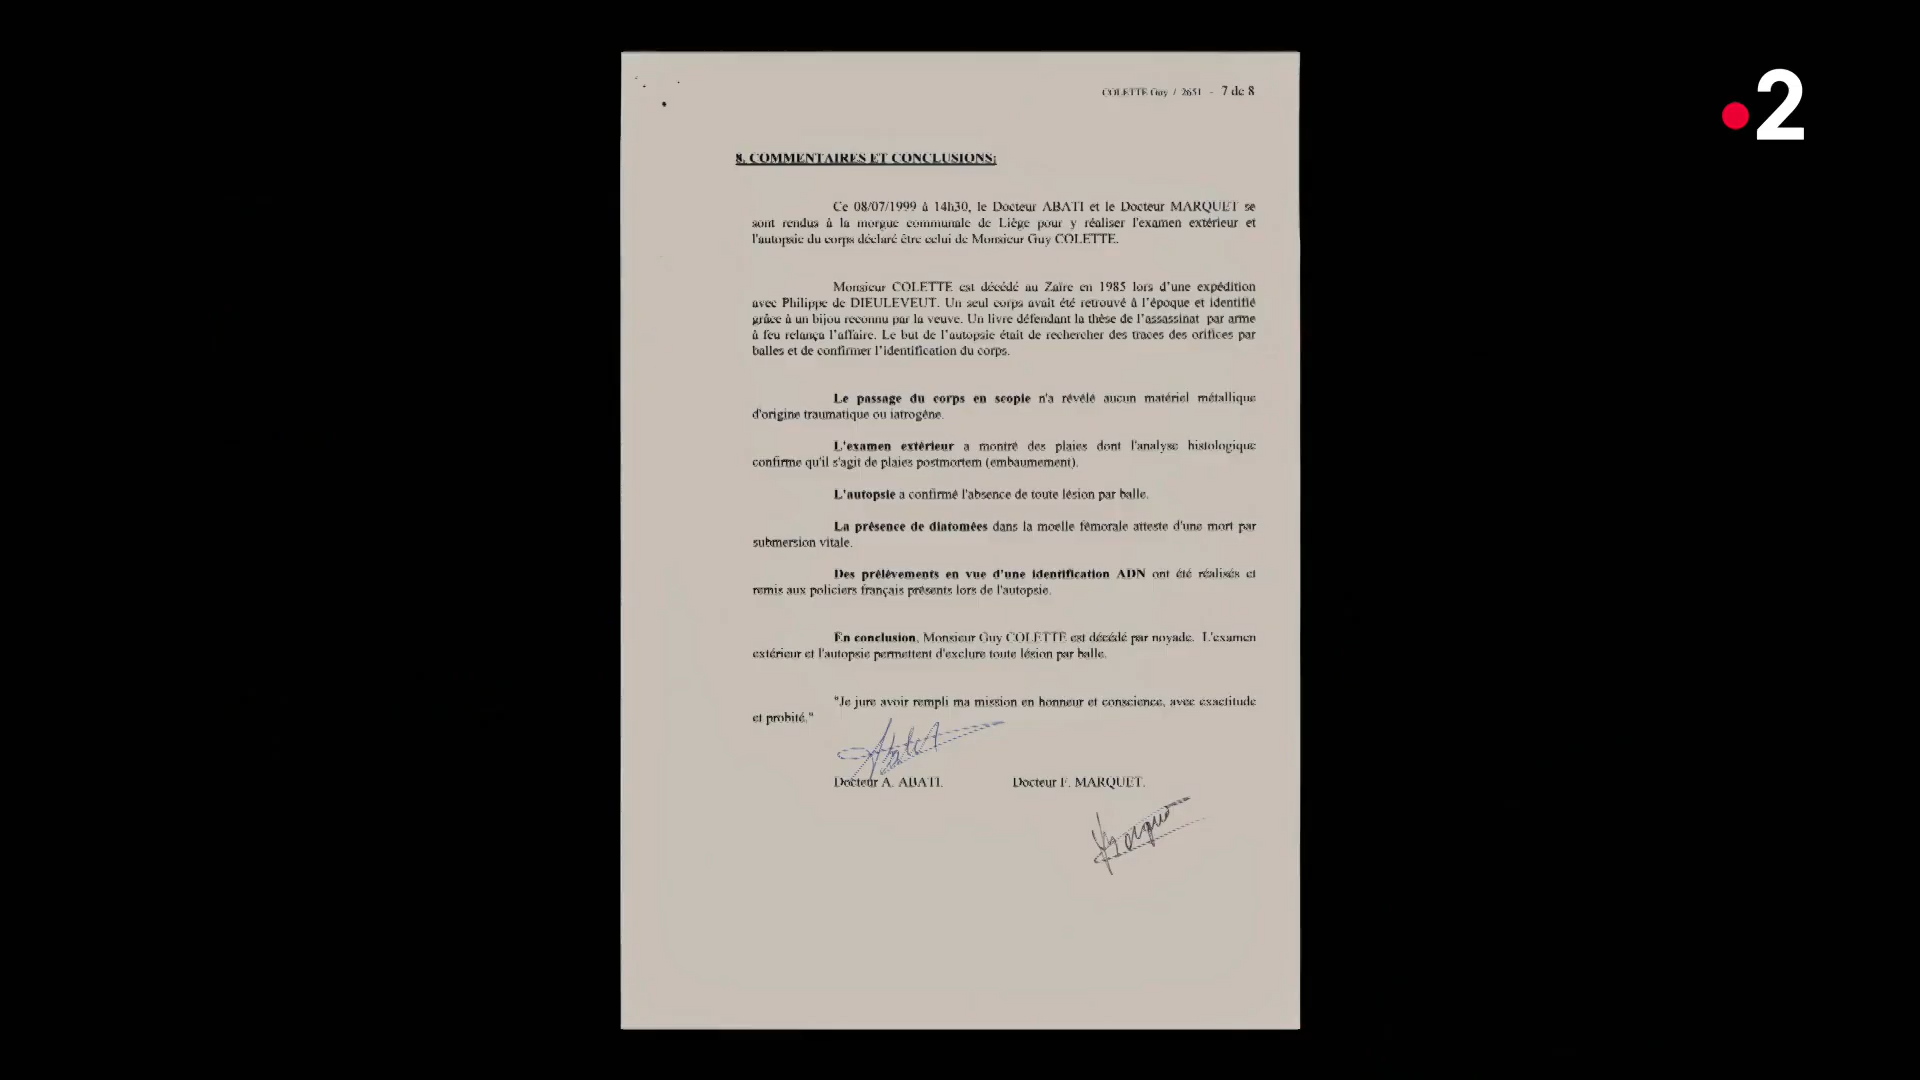 2
COLETTE Guy / 2651 - 7 de 8
8. COMMENTAIRES ET CONCLUSIONS:
Ce 08/07/1999 à 14h30, le Docteur ABATI et le Docteur MARQUET se
sont rendus à la morgue communale de Liège pour y réaliser l'examen extérieur et
l'autopsie du corps déclaré être celui de Monsieur Guy COLETTE.
Monsieur COLETTE est décédé au Zaïre en 1985 lors d'une expédition
avec Philippe de DIEULEVEUT. Un seul corps avait été retrouvé à l'époque et identifié
grâce à un bijou reconnu par la veuve. Un livre défendant la thèse de l'assassinat par arme
à feu relança l'affaire. Le but de l'autopsie était de rechercher des traces des orifices par
balles et de confirmer l'identification du corps.
Le passage du corps en scopie n'a révélé aucun matériel métallique
d'origine traumatique ou iatrogène.
L'examen extérieur a montré des plaies dont l'analyse histologique
confirme qu'il s'agit de plaies postmortem (embaumement).
L'autopsie a confirmé l'absence de toute lésion par balle.
La présence de diatomées dans la moelle fémorale atteste d'une mort par
submersion vitale.
Des prélèvements en vue d'une identification ADN ont été réalisés et
remis aux policiers français présents lors de l'autopsie.
En conclusion, Monsieur Guy COLETTE est décédé par noyade. L'examen
extérieur et l'autopsie permettent d'exclure toute lésion par balle.
"Je jure avoir rempli ma mission en honneur et conscience, avec exactitude
et probité."
Docteur A. ABATI. Docteur F. MARQUET.